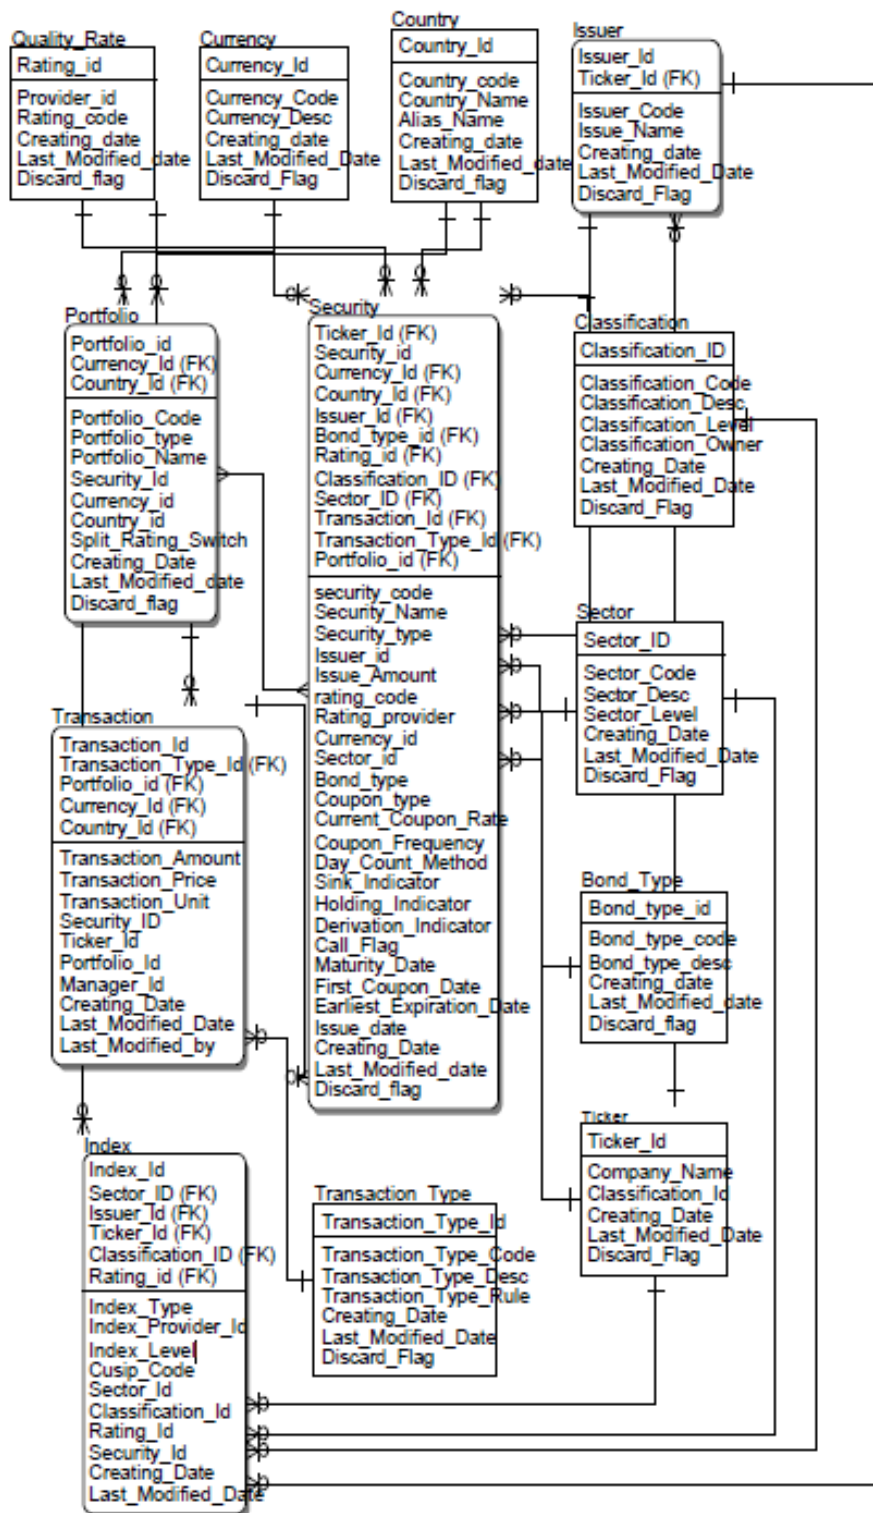 Quality_Rate
Rating_id
Provider_id
Rating_code
Creating_date
Last_Modified_date
Discard_flag
Currency
Currency_Id
Currency_Code
Currency_Desc
Creating_date
Last_Modified_Date
Discard_Flag
Country
Country_Id
Country_code
Country_Name
Alias_Name
Creating_date
Last_Modified_date
Discard_flag
Issuer
Issuer_Id
Ticker_Id (FK)
Issuer_Code
Issue_Name
Creating_date
Last_Modified_Date
Discard_Flag
Portfolio
Portfolio_id
Currency_Id (FK)
Country_Id (FK)
Portfolio_Code
Portfolio_type
Portfolio_Name
Security_Id
Currency_id
Country_id
Split_Rating_Switch
Creating_Date
Last_Modified_date
Discard_flag
Security
Ticker_Id (FK)
Security_id
Currency_Id (FK)
Country_Id (FK)
Issuer_Id (FK)
Bond_type_id (FK)
Rating_id (FK)
Classification_ID (FK)
Sector_ID (FK)
Transaction_Id (FK)
Transaction_Type_Id (FK)
Portfolio_id (FK)
security_code
Security_Name
Security_type
Issuer_id
Issue_Amount
rating_code
Rating_provider
Currency_id
Sector_id
Bond_type
Coupon_type
Current_Coupon_Rate
Coupon_Frequency
Day_Count_Method
Sink_Indicator
Holding_Indicator
Derivation_Indicator
Call_Flag
Maturity_Date
First_Coupon_Date
Earliest_Expiration_Date
Issue_date
Creating_Date
Last_Modified_date
Discard_flag
Classification
Classification_ID
Classification_Code
Classification_Desc
Classification_Level
Classification_Owner
Creating_Date
Last_Modified_Date
Discard_Flag
Sector
Sector_ID
Sector_Code
Sector_Desc
Sector_Level
Creating_Date
Last_Modified_Date
Discard_Flag
Transaction
Transaction_Id
Transaction_Type_Id (FK)
Portfolio_id (FK)
Currency_Id (FK)
Country_Id (FK)
Transaction_Amount
Transaction_Price
Transaction_Unit
Security_ID
Ticker_Id
Portfolio_Id
Manager_Id
Creating_Date
Last_Modified_Date
Last_Modified_by
Bond_Type
Bond_type_id
Bond_type_code
Bond_type_desc
Creating_date
Last_Modified_date
Discard_flag
Ticker
Ticker_Id
Company_Name
Classification_Id
Creating_Date
Last_Modified_Date
Discard_Flag
Index
Index_Id
Sector_ID (FK)
Issuer_Id (FK)
Ticker_Id (FK)
Classification_ID (FK)
Rating_id (FK)
Index_Type
Index_Provider_Id
Index_Level
Cusip_Code
Sector_Id
Classification_Id
Rating_Id
Security_Id
Creating_Date
Last_Modified_Date
Transaction_Type
Transaction_Type_Id
Transaction_Type_Code
Transaction_Type_Desc
Transaction_Type_Rule
Creating_Date
Last_Modified_Date
Discard_Flag